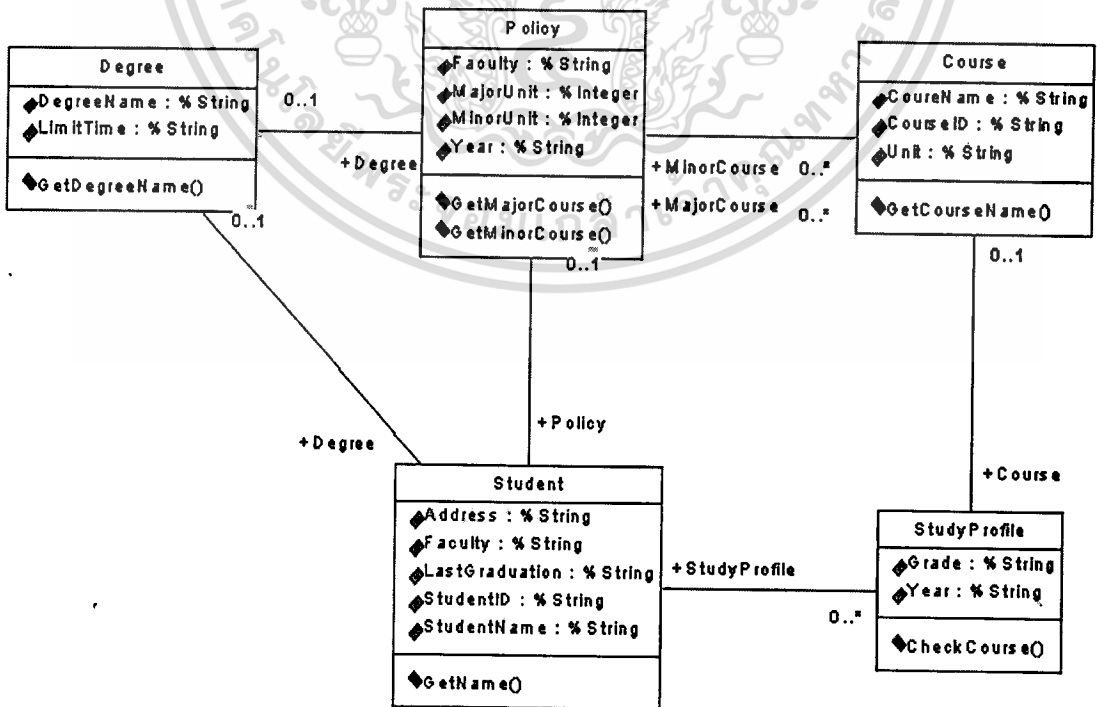 Degree
DegreeName : % String
LimitTime : % String
GetDegreeName()
0..1
+Degree
0..1
Policy
Faoulty : % String
MajorUnit : % Integer
MinorUnit : % Integer
Year : % String
GetMajorCourse()
GetMinorCourse()
0..1
+MinorCourse 0..*
+MajorCourse 0..*
Course
CoureName : % String
CourseID : % String
Unit : % String
GetCourseName()
0..1
+Degree
+Policy
+Course
Student
Address : % String
Faculty : % String
LastGraduation : % String
StudentID : % String
StudentName : % String
GetName()
+StudyProfile
0..*
StudyProfile
Grade : % String
Year : % String
CheckCourse()